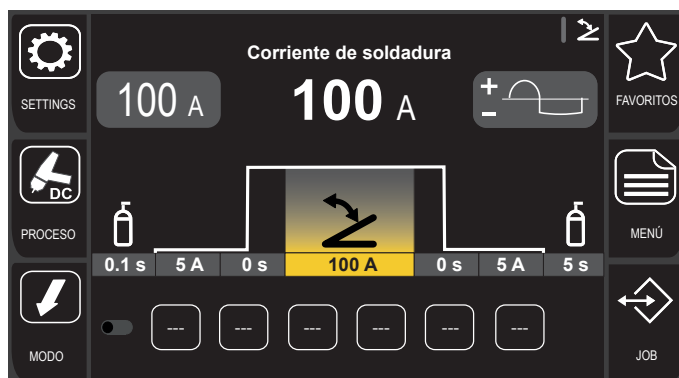 Corriente de soldadura
SETTINGS
100 A
100 A
+
−
FAVORITOS
DC
PROCESO
MENÚ
0.1 s 5 A 0 s 100 A 0 s 5 A 5 s
--- --- --- --- --- ---
MODO
JOB